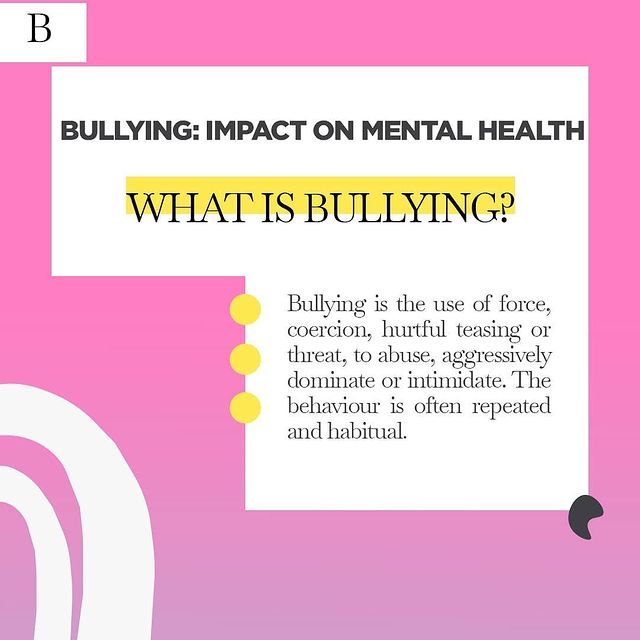 B
BULLYING: IMPACT ON MENTAL HEALTH
WHAT IS BULLYING?
Bullying is the use of force,
coercion, hurtful teasing or
threat, to abuse, aggressively
dominate or intimidate. The
behaviour is often repeated
and habitual.